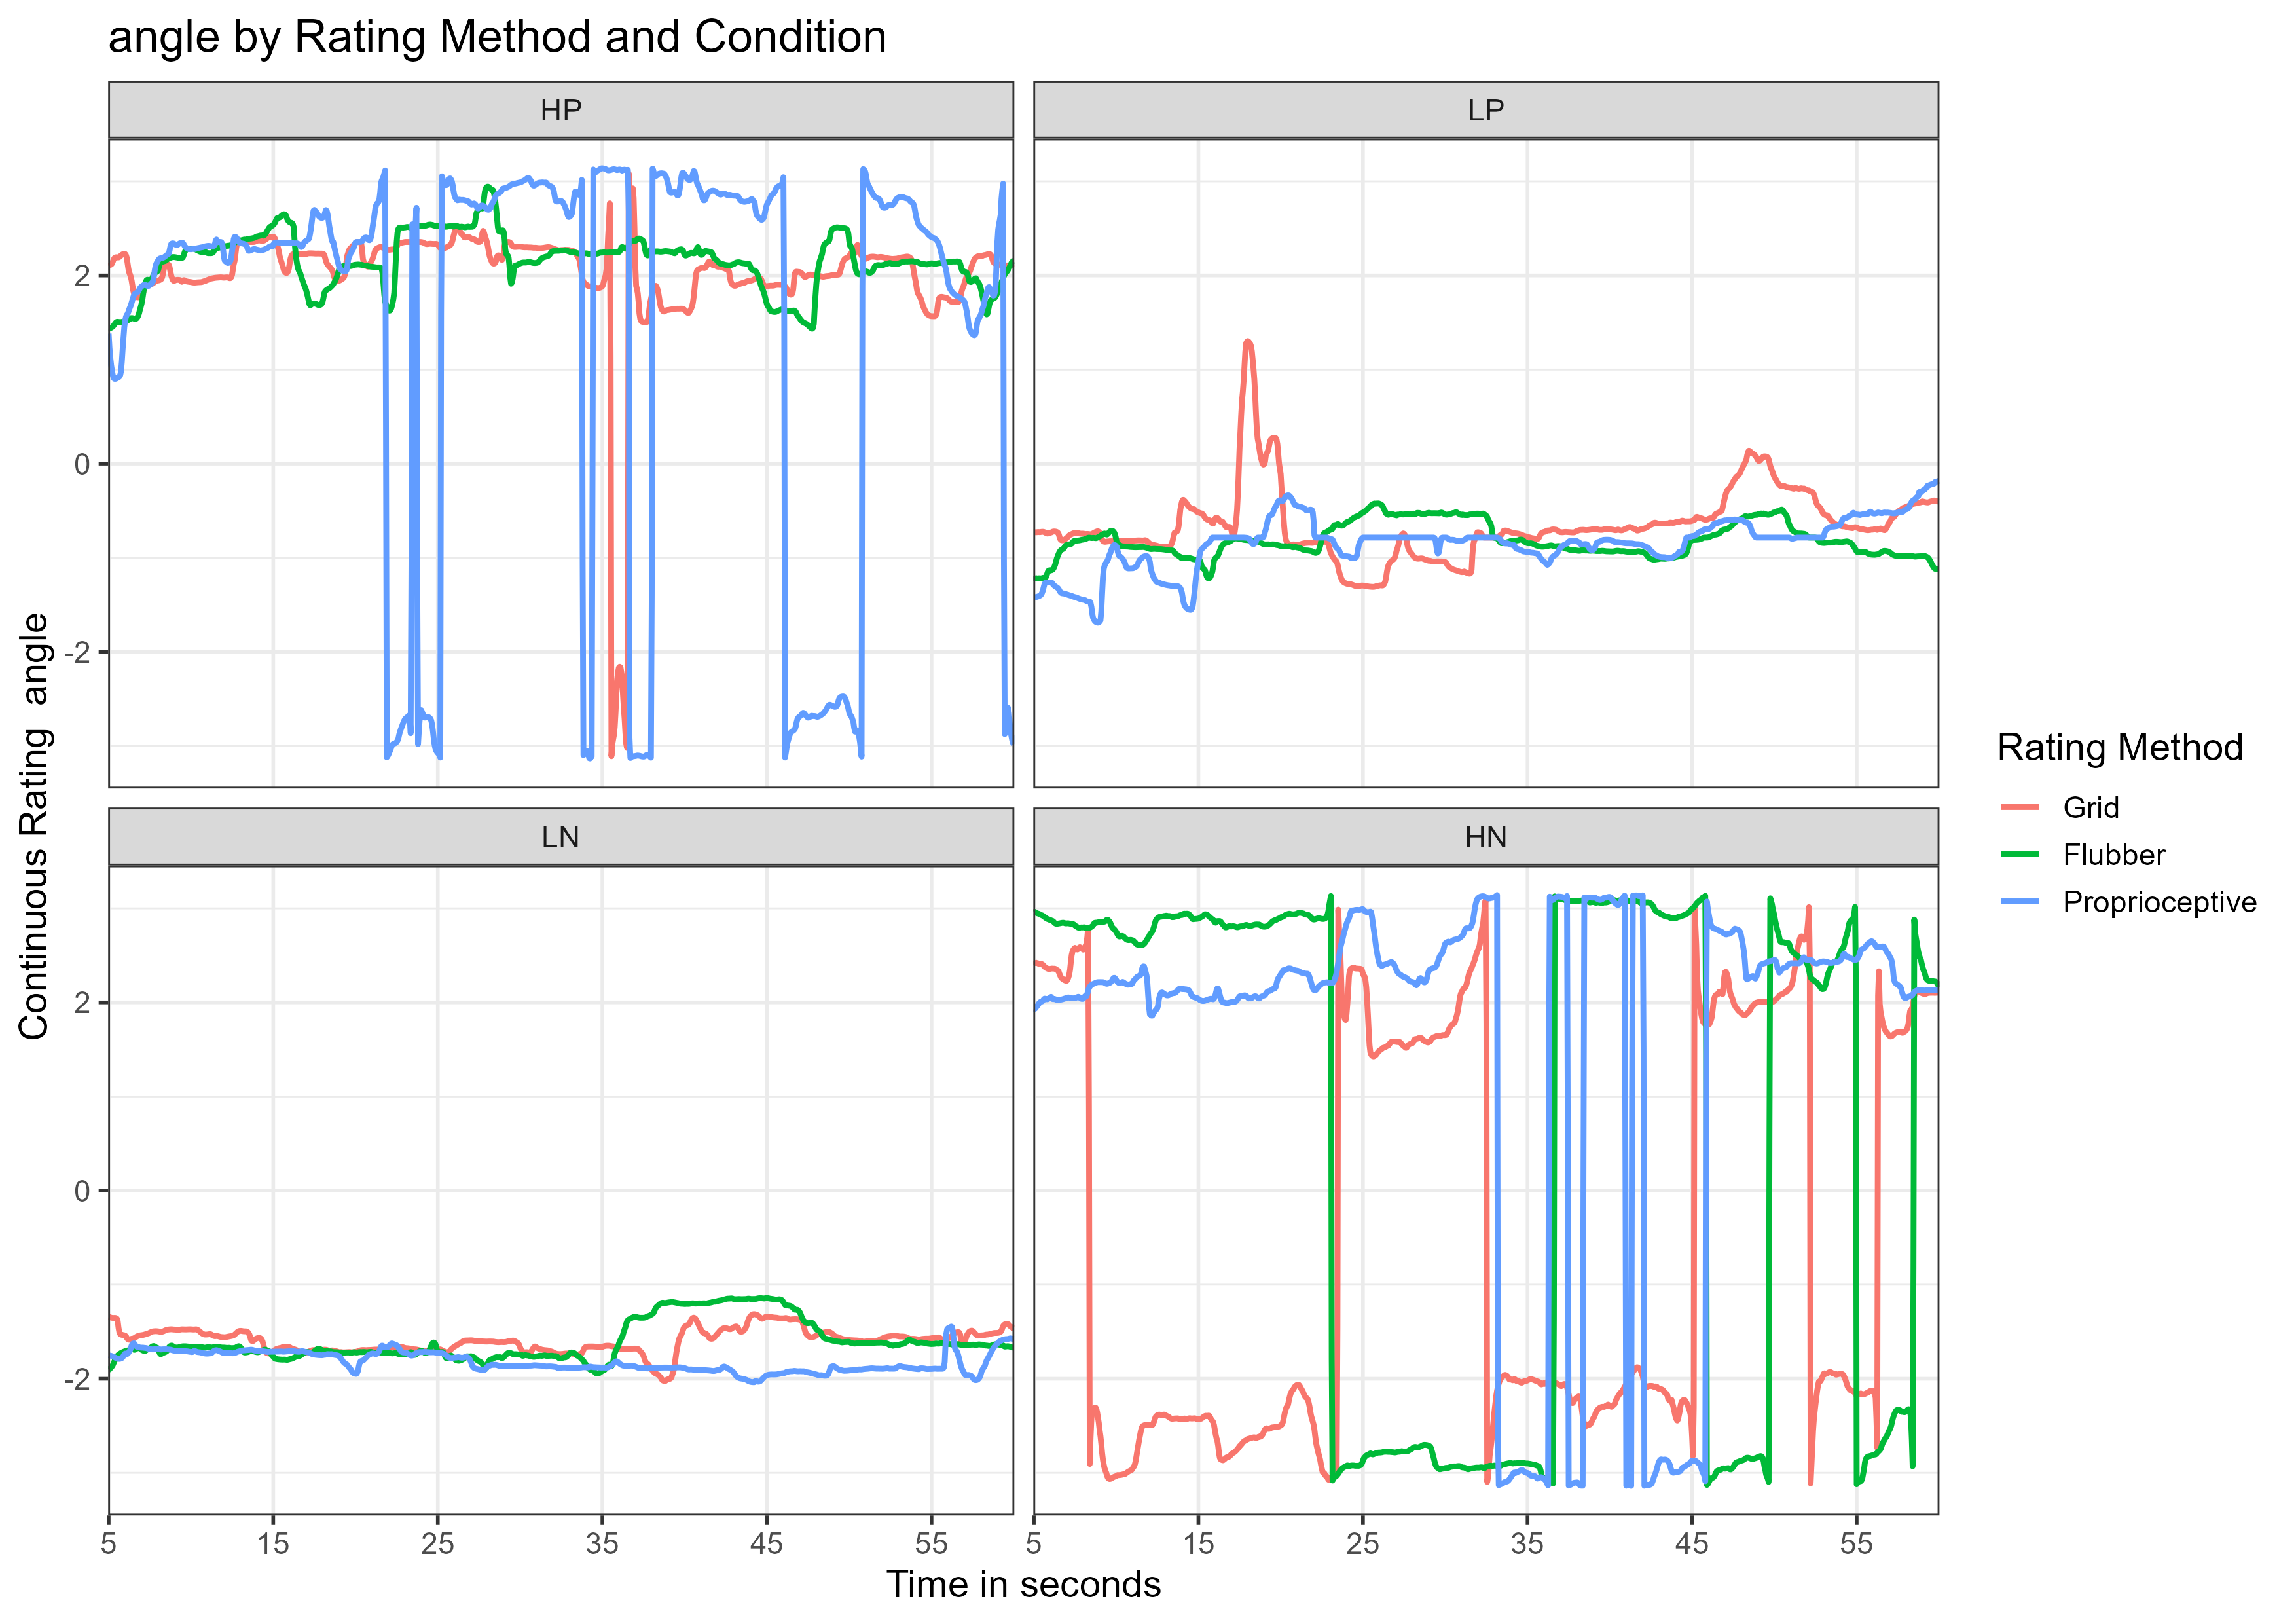 angle by Rating Method and Condition
HP
LP
2
0
-2
LN
HN
2
0
-2
5 15 25 35 45 55
5 15 25 35 45 55
Time in seconds
Continuous Rating  angle
Rating Method
Grid
Flubber
Proprioceptive